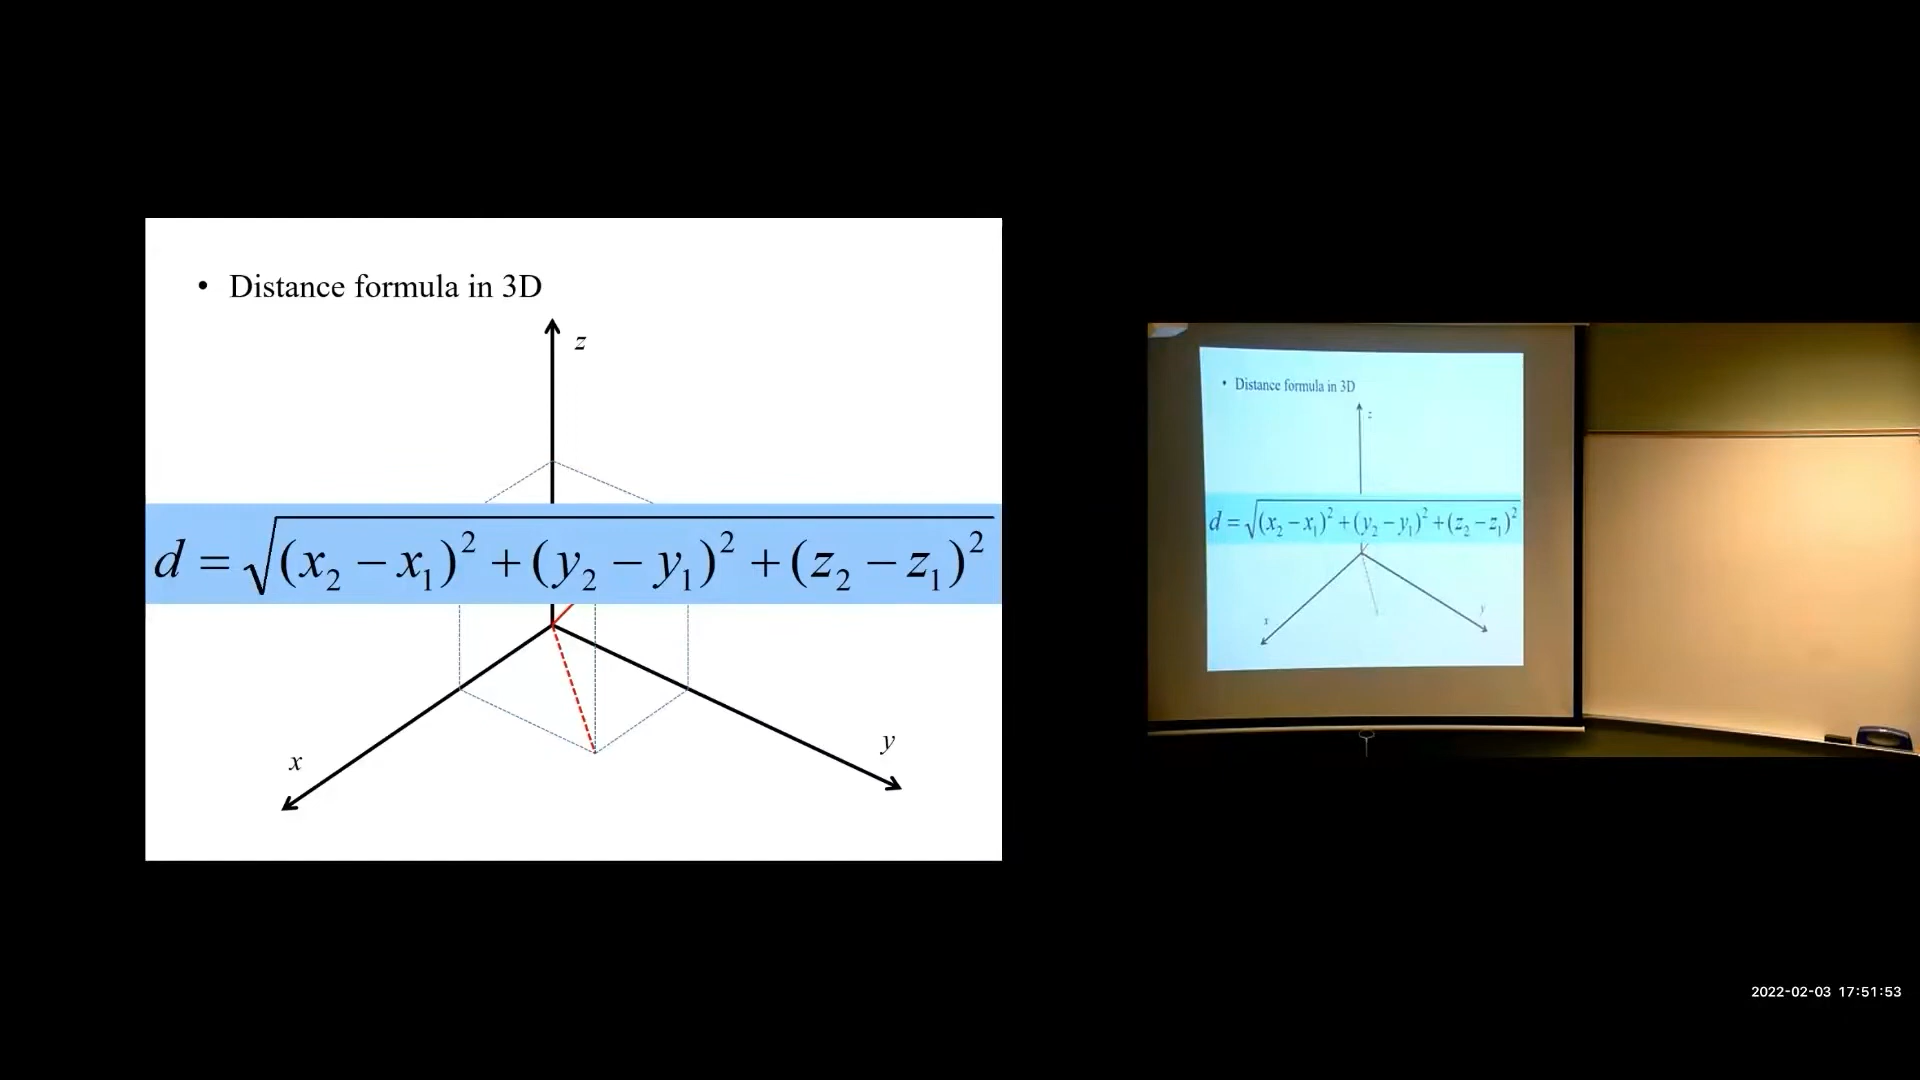 • Distance formula in 3D
z
d = √(x₂ − x₁)² + (y₂ − y₁)² + (z₂ − z₁)²
x
y
• Distance formula in 3D
z
d = √(x₂ − x₁)² + (y₂ − y₁)² + (z₂ − z₁)²
x
y
2022-02-03 17:51:53